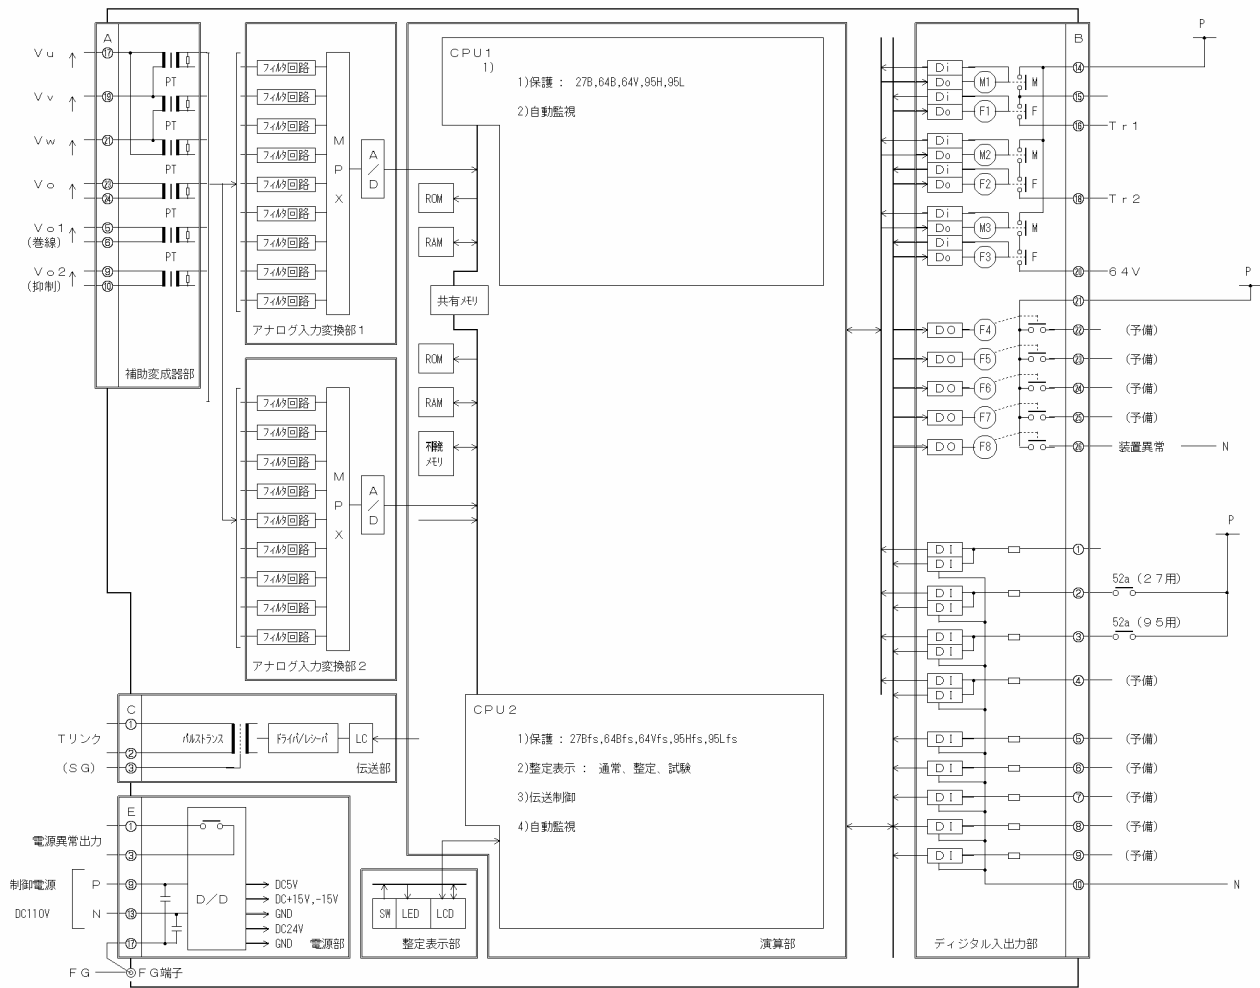 A
Vu ⑰
Vv ⑲
Vw ㉑
Vo ㉓
㉔
Vo1 ⑤
(巻線) ⑥
Vo2 ⑨
(抑制) ⑩
PT
PT
PT
PT
PT
補助変成器部
フィルタ回路
フィルタ回路
フィルタ回路
フィルタ回路
フィルタ回路
フィルタ回路
フィルタ回路
フィルタ回路
フィルタ回路
MPX
A/D
アナログ入力変換部1
フィルタ回路
フィルタ回路
フィルタ回路
フィルタ回路
フィルタ回路
フィルタ回路
フィルタ回路
フィルタ回路
フィルタ回路
MPX
A/D
アナログ入力変換部2
C
Tリンク
①
②
(SG) ③
パルストランス
ドライバ/レシーバ
LC
伝送部
E
電源異常出力
①
③
制御電源
DC110V
P ⑨
N ⑬
⑰
D/D
DC5V
DC+15V,-15V
GND
DC24V
GND
電源部
FG
FG端子
CPU1
1)
1)保護 : 27B,64B,64V,95H,95L
2)自動監視
ROM
RAM
共有メモリ
ROM
RAM
メモリ
CPU2
1)保護 : 27Bfs,64Bfs,64Vfs,95Hfs,95Lfs
2)整定表示 : 通常、整定、試験
3)伝送制御
4)自動監視
演算部
SW
LED
LCD
整定表示部
B
P
Di
Do M1 M ⑭
Di ⑮
Do F1 F ⑯ Tr1
Di
Do M2 M
Di
Do F2 F ⑱ Tr2
Di
Do M3 M
Di
Do F3 F
⑳ 64V
㉑ P
DO F4 ㉒ (予備)
DO F5 ㉓ (予備)
DO F6 ㉔ (予備)
DO F7 ㉕ (予備)
DO F8 ㉖ 装置異常 N
P
DI ①
DI
DI ② 52a(27用)
DI
DI ③ 52a(95用)
DI
DI ④ (予備)
DI
DI ⑤ (予備)
DI ⑥ (予備)
DI ⑦ (予備)
DI ⑧ (予備)
DI ⑨ (予備)
⑩ N
ディジタル入出力部